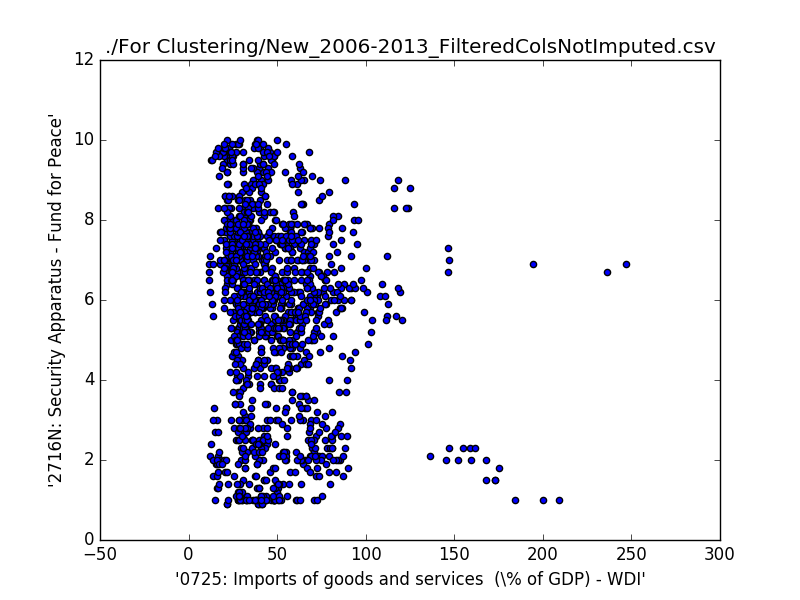 ./For Clustering/New_2006-2013_FilteredColsNotImputed.csv
12
10
8
6
4
2
0
'2716N: Security Apparatus - Fund for Peace'
−50 0 50 100 150 200 250 300
'0725: Imports of goods and services  (\% of GDP) - WDI'